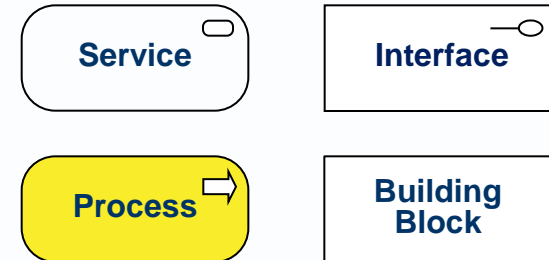 Service
Interface
Process
Building
Block